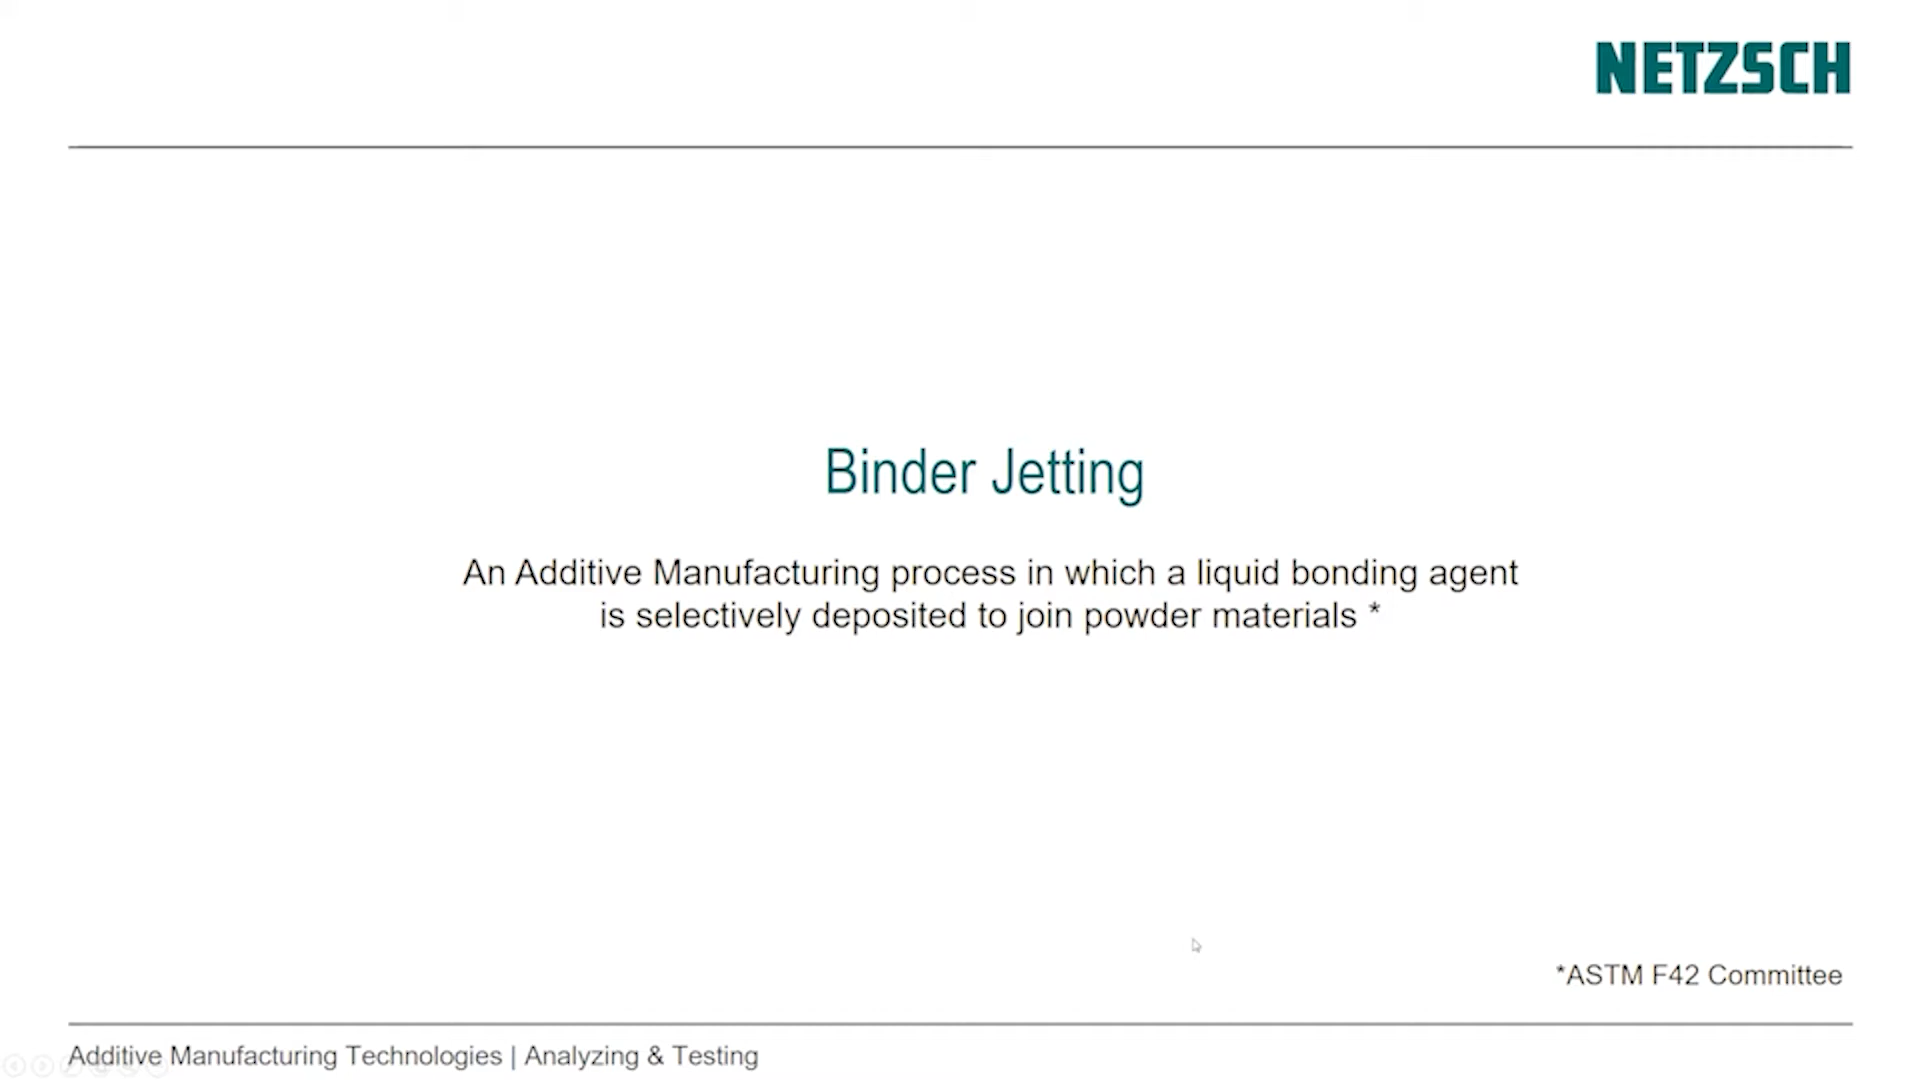 NETZSCH
Binder Jetting
An Additive Manufacturing process in which a liquid bonding agent
is selectively deposited to join powder materials *
*ASTM F42 Committee
Additive Manufacturing Technologies | Analyzing & Testing